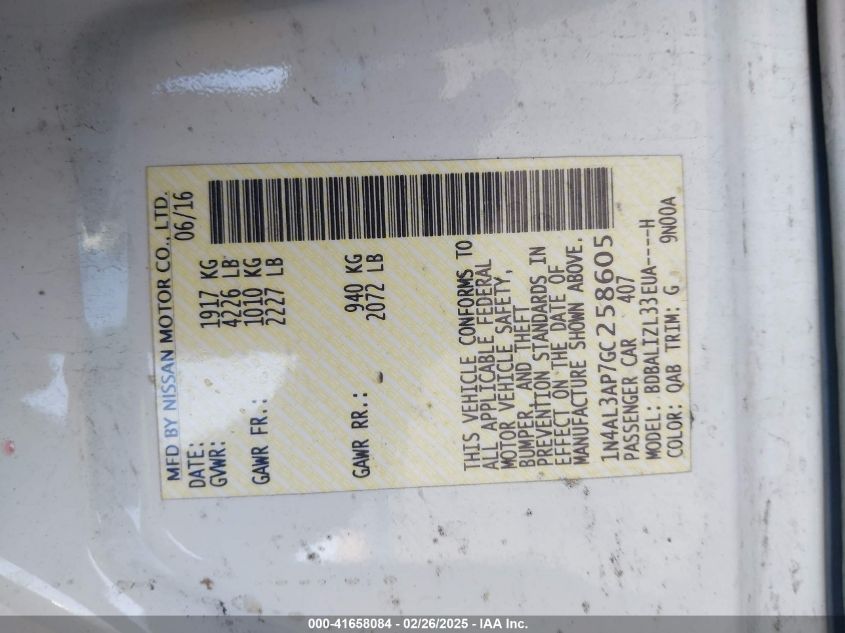 MFD BY NISSAN MOTOR CO., LTD.
DATE: 06/16
GVWR: 1917 KG
4226 LB
GAWR FR.: 1010 KG
2227 LB
GAWR RR.: 940 KG
2072 LB
THIS VEHICLE CONFORMS TO
ALL APPLICABLE FEDERAL
MOTOR VEHICLE SAFETY,
BUMPER, AND THEFT
PREVENTION STANDARDS IN
EFFECT ON THE DATE OF
MANUFACTURE SHOWN ABOVE.
1N4AL3AP7GC258605
PASSENGER CAR 407
MODEL: BDBALIZL33EUA----H
COLOR: QAB TRIM: G 9N00A
000-41658084 - 02/26/2025 - IAA Inc.